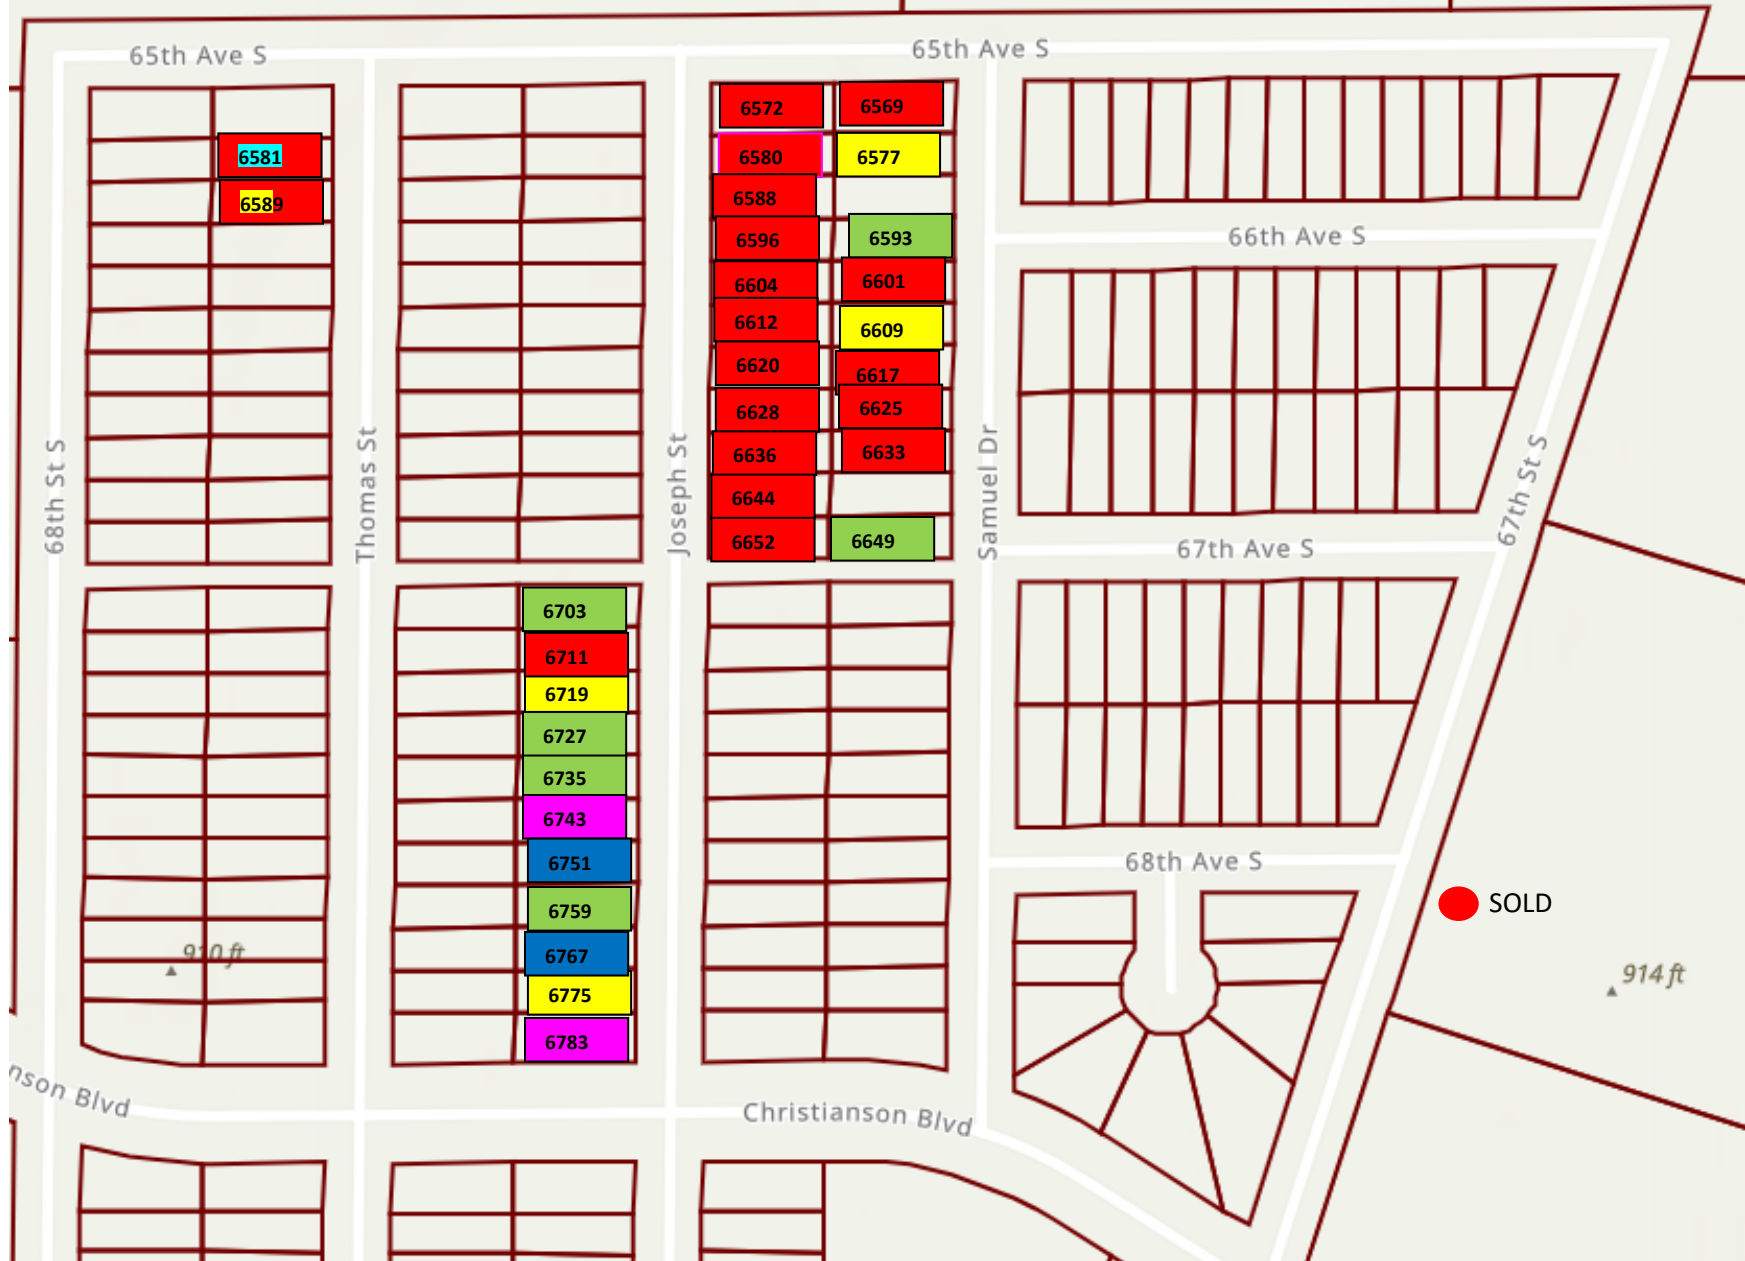 65th Ave S
65th Ave S
6572
6569
6581
6580
6577
6589
6588
6596
6593
66th Ave S
6604
6601
6612
6609
6620
6617
6628
6625
6636
6633
68th St S
Thomas St
Joseph St
Samuel Dr
67th St S
6644
6652
6649
67th Ave S
6703
6711
6719
6727
6735
6743
6751
68th Ave S
6759
SOLD
6767
910 ft
914 ft
6775
6783
nson Blvd
Christianson Blvd